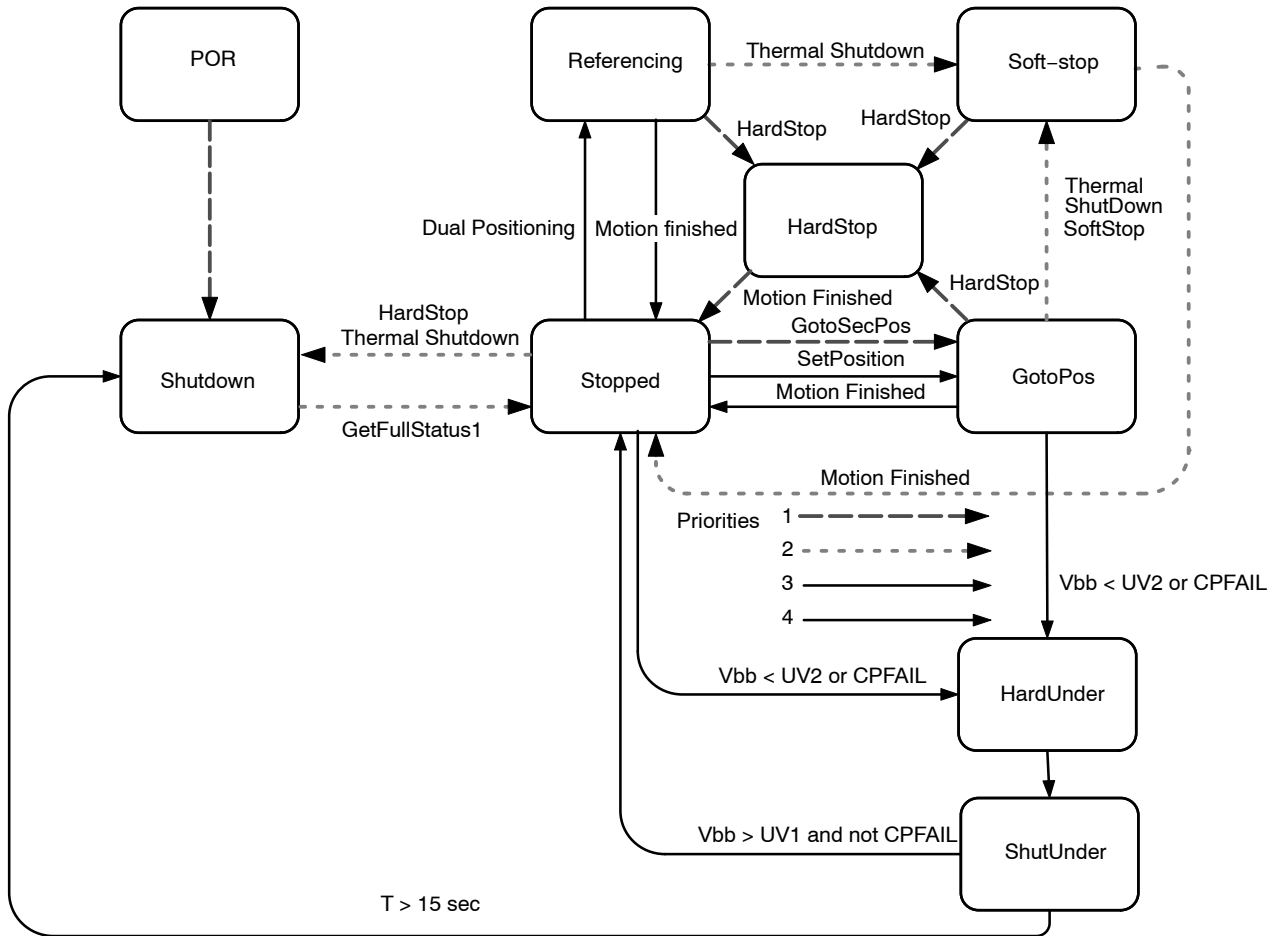 POR
Referencing
Thermal Shutdown
Soft−stop
HardStop
HardStop
HardStop
Thermal
ShutDown
SoftStop
Dual Positioning
Motion finished
HardStop
Motion Finished
HardStop
Thermal Shutdown
GotoSecPos
SetPosition
Motion Finished
Shutdown
Stopped
GotoPos
GetFullStatus1
Motion Finished
Priorities
1
2
3
4
Vbb < UV2 or CPFAIL
Vbb < UV2 or CPFAIL
HardUnder
Vbb > UV1 and not CPFAIL
ShutUnder
T > 15 sec